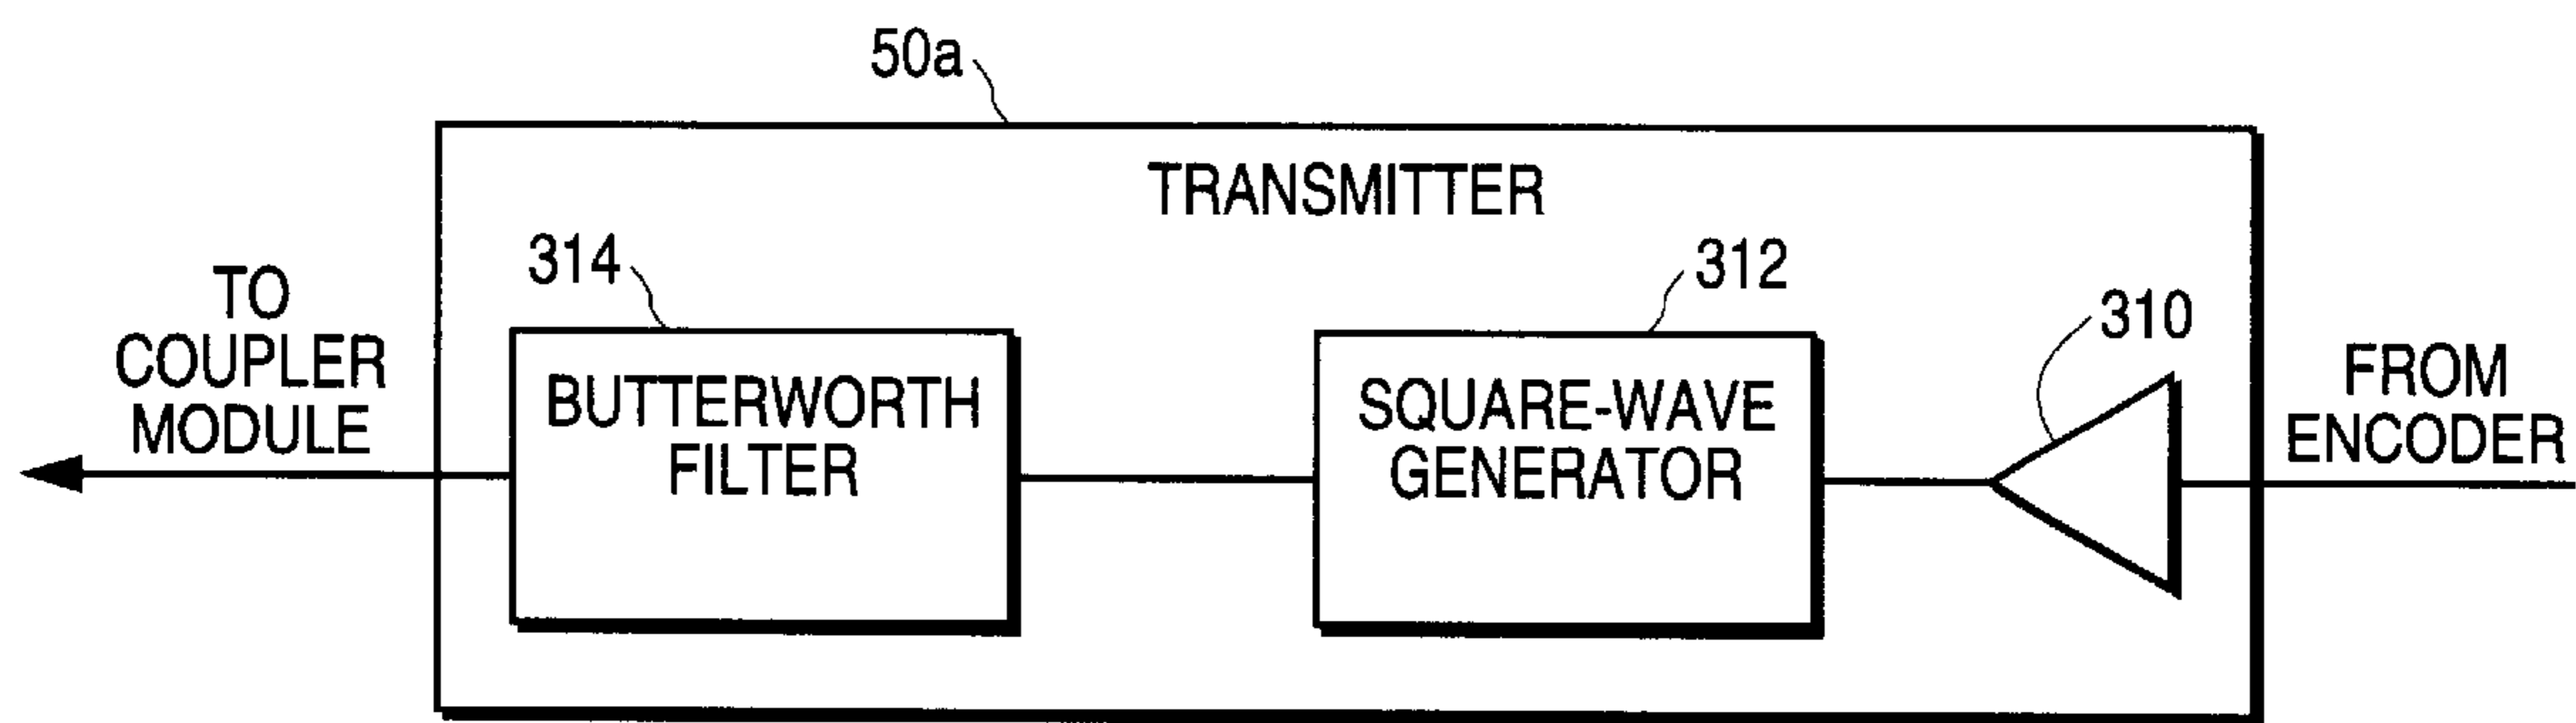 50a
TRANSMITTER
314
312
310
TO
COUPLER
MODULE
BUTTERWORTH
FILTER
SQUARE-WAVE
GENERATOR
FROM
ENCODER